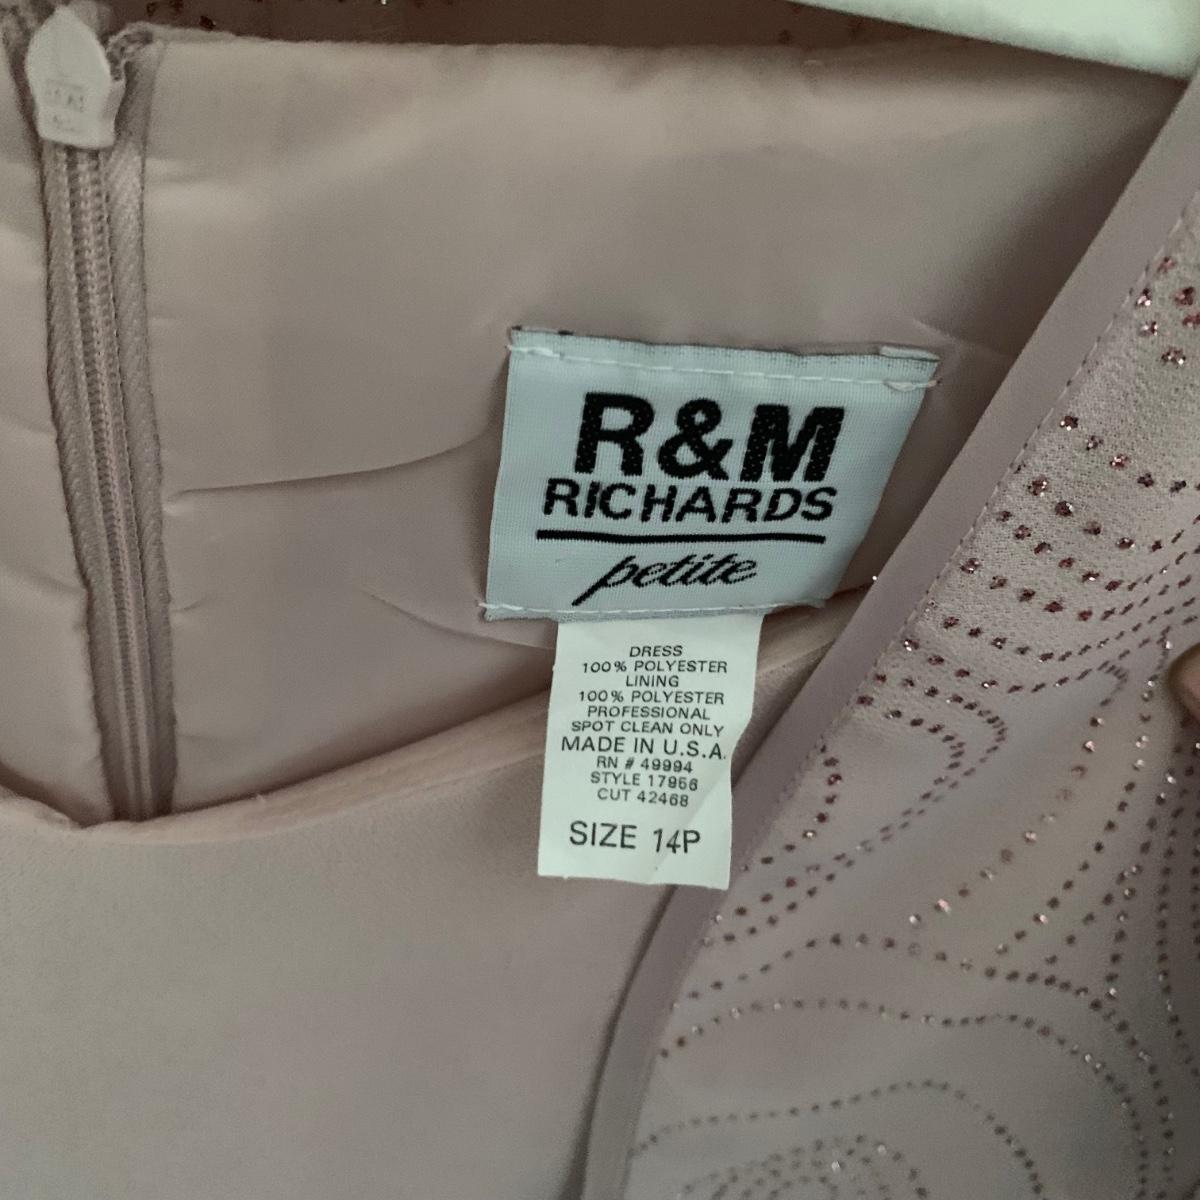 R&M
RICHARDS
petite
DRESS
100% POLYESTER
LINING
100% POLYESTER
PROFESSIONAL
SPOT CLEAN ONLY
MADE IN U.S.A.
RN # 49994
STYLE 17966
CUT 42468
SIZE 14P